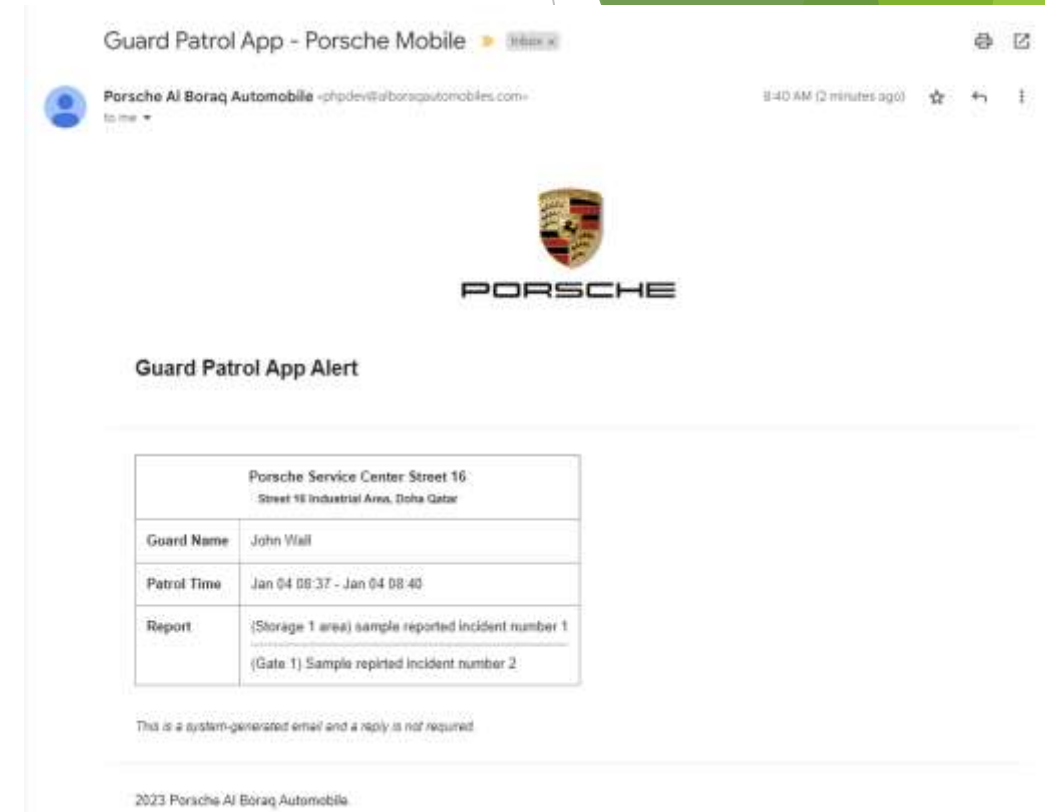 Guard Patrol App - Porsche Mobile Inbox x
Porsche Al Boraq Automobile <phpdev@alboraqautomobiles.com> 8:40 AM (2 minutes ago)
to me
PORSCHE
Guard Patrol App Alert
Porsche Service Center Street 16
Street 16 Industrial Area, Doha Qatar
Guard Name John Wall
Patrol Time Jan 04 08:37 - Jan 04 08:40
Report (Storage 1 area) sample reported incident number 1
(Gate 1) Sample repirted incident number 2
This is a system-generated email and a reply is not required
2023 Porsche Al Boraq Automobile.